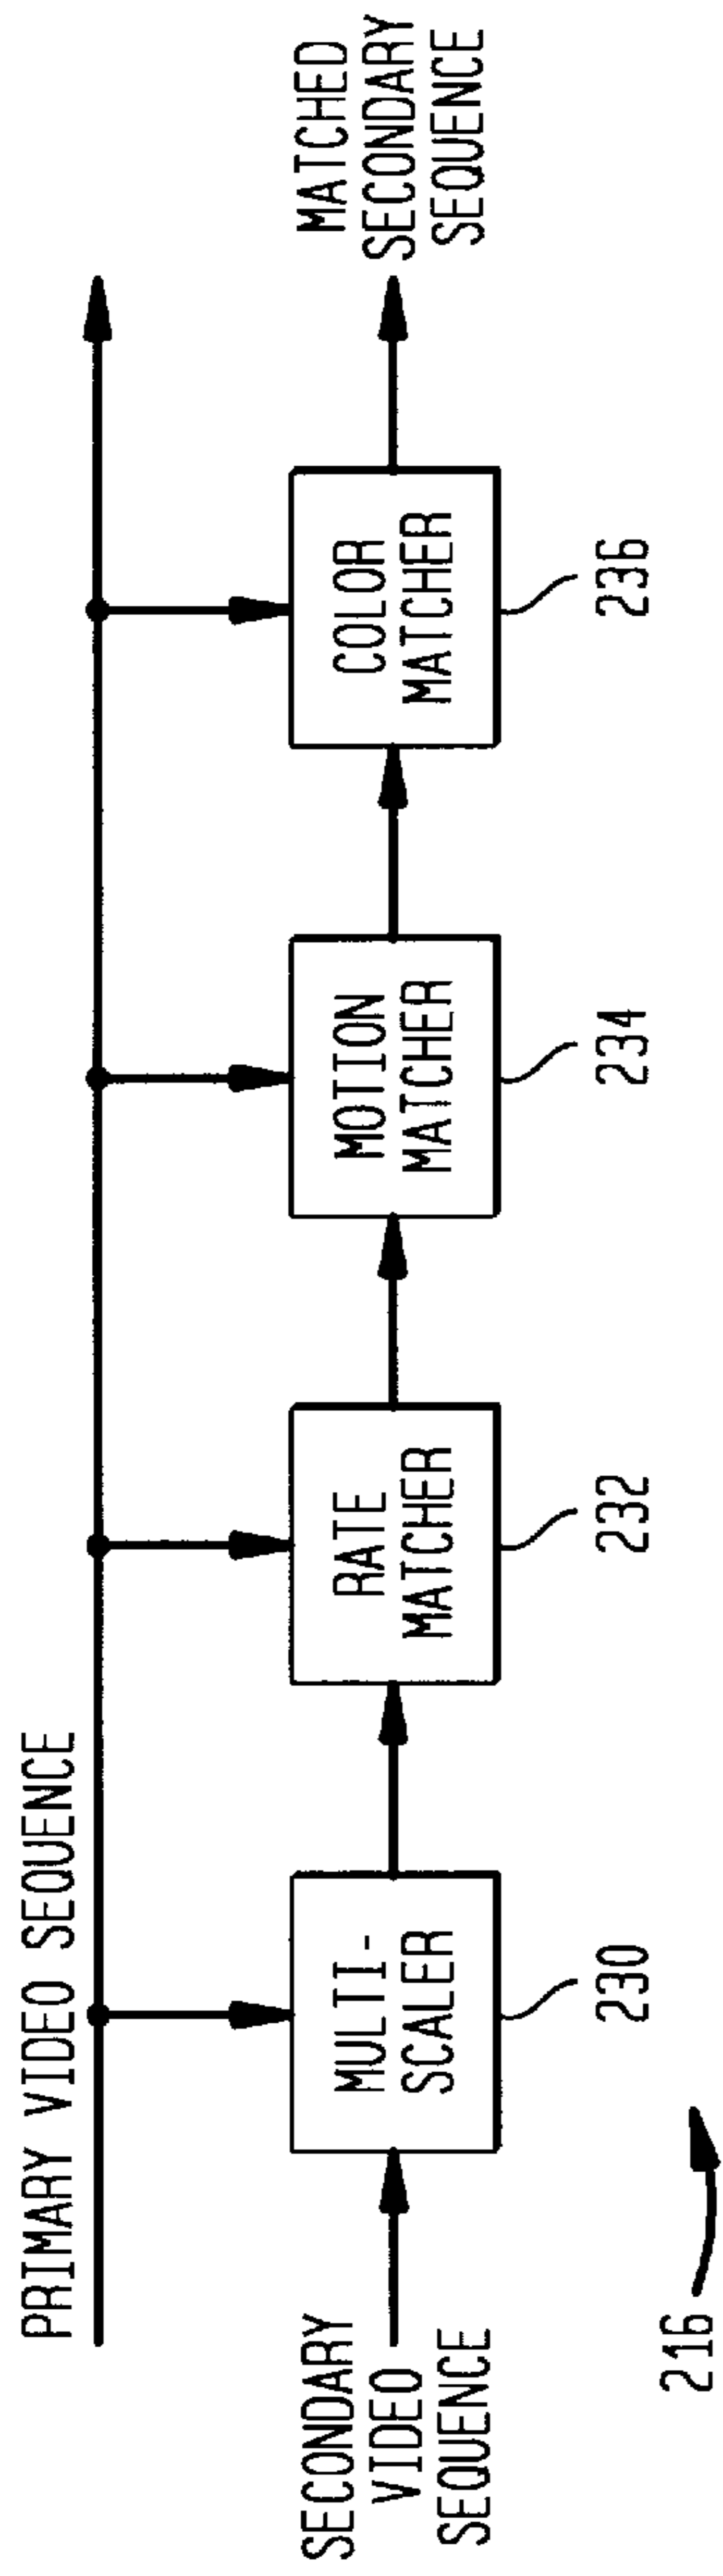 PRIMARY VIDEO SEQUENCE
SECONDARY
VIDEO
SEQUENCE
MULTI-
SCALER
230
RATE
MATCHER
232
MOTION
MATCHER
234
COLOR
MATCHER
236
MATCHED
SECONDARY
SEQUENCE
216